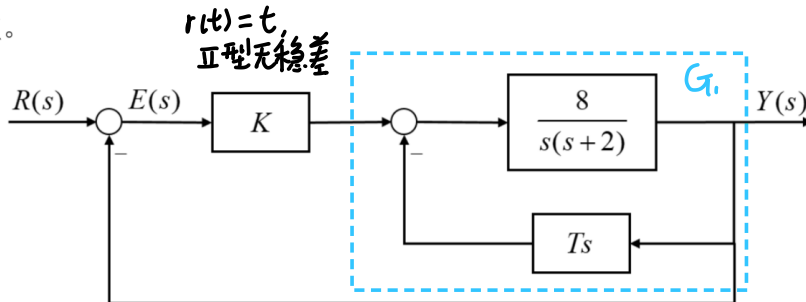 。
r(t)=t,
Ⅱ型无稳差
R(s)
E(s)
K
8
s(s+2)
G₁
Y(s)
−
−
Ts